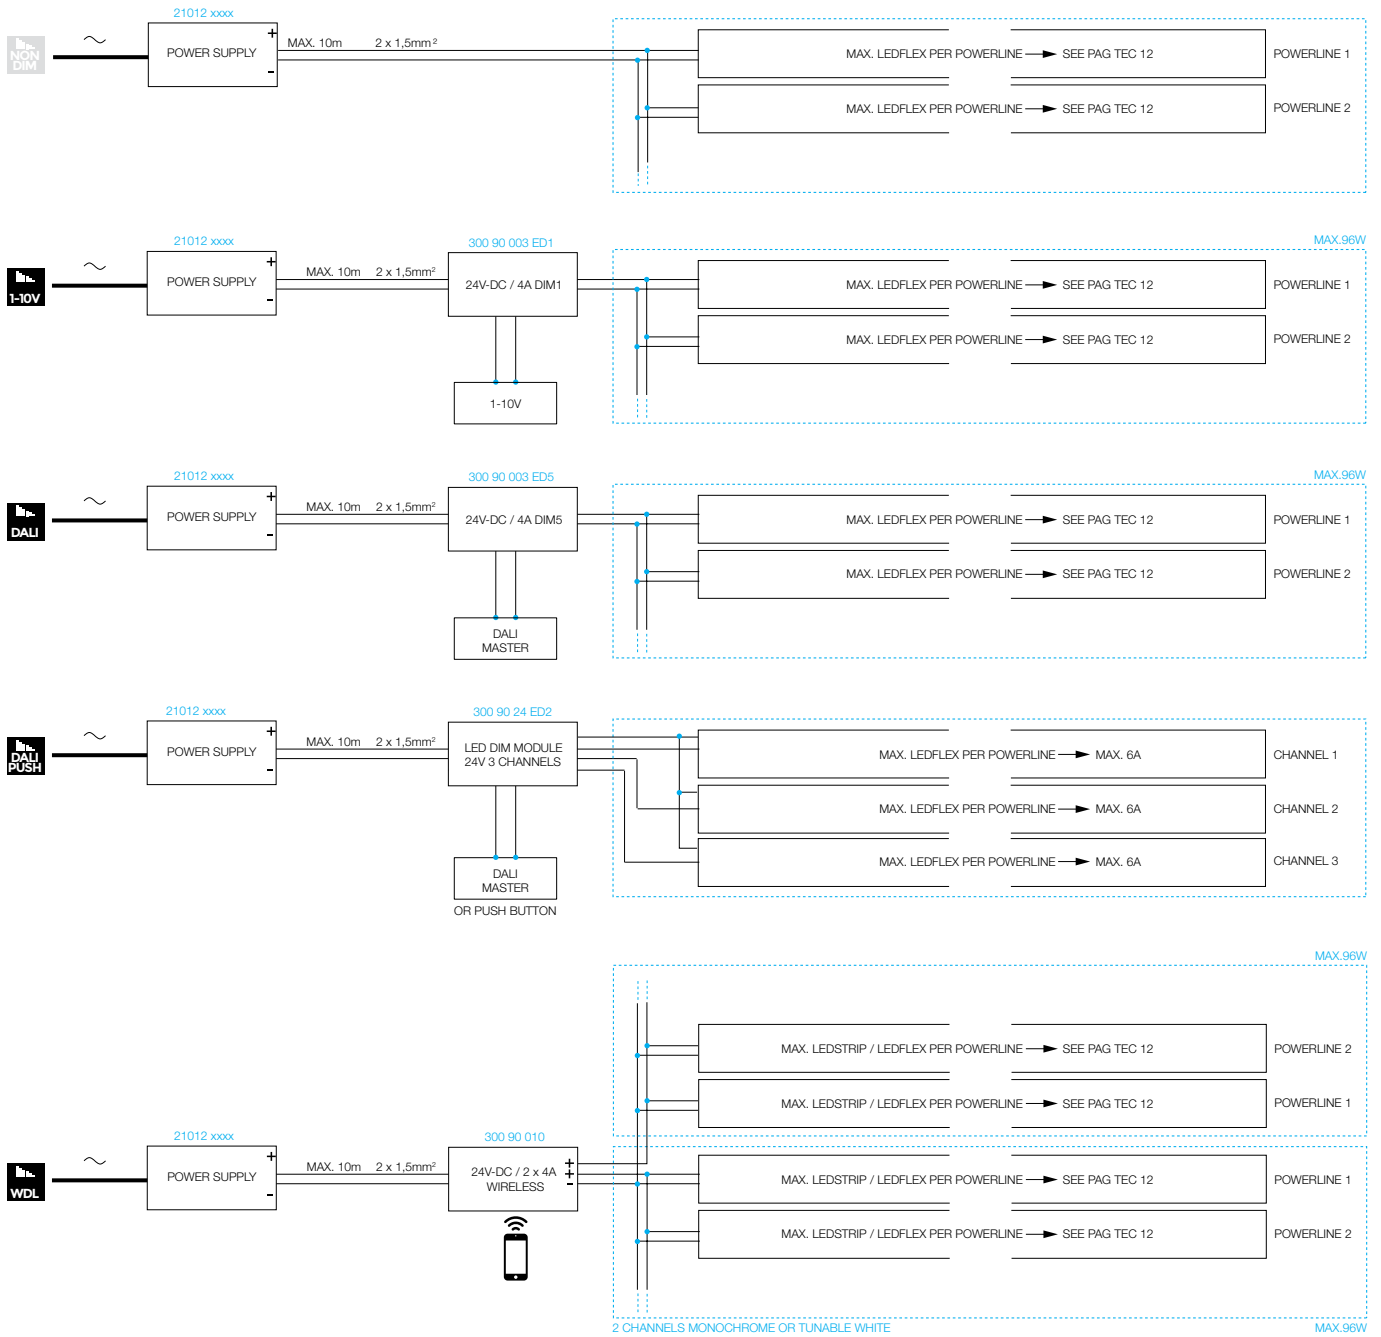 21012 xxxx
NON
DIM
POWER SUPPLY
+
-
MAX. 10m 2 x 1,5mm²
MAX. LEDFLEX PER POWERLINE SEE PAG TEC 12
POWERLINE 1
MAX. LEDFLEX PER POWERLINE SEE PAG TEC 12
POWERLINE 2
21012 xxxx
300 90 003 ED1
MAX.96W
1-10V
POWER SUPPLY
+
-
MAX. 10m 2 x 1,5mm²
24V-DC / 4A DIM1
1-10V
MAX. LEDFLEX PER POWERLINE SEE PAG TEC 12
POWERLINE 1
MAX. LEDFLEX PER POWERLINE SEE PAG TEC 12
POWERLINE 2
21012 xxxx
300 90 003 ED5
MAX.96W
DALI
POWER SUPPLY
+
-
MAX. 10m 2 x 1,5mm²
24V-DC / 4A DIM5
DALI
MASTER
MAX. LEDFLEX PER POWERLINE SEE PAG TEC 12
POWERLINE 1
MAX. LEDFLEX PER POWERLINE SEE PAG TEC 12
POWERLINE 2
21012 xxxx
300 90 24 ED2
DALI
PUSH
POWER SUPPLY
+
-
MAX. 10m 2 x 1,5mm²
LED DIM MODULE
24V 3 CHANNELS
DALI
MASTER
OR PUSH BUTTON
MAX. LEDFLEX PER POWERLINE MAX. 6A
CHANNEL 1
MAX. LEDFLEX PER POWERLINE MAX. 6A
CHANNEL 2
MAX. LEDFLEX PER POWERLINE MAX. 6A
CHANNEL 3
MAX.96W
MAX. LEDSTRIP / LEDFLEX PER POWERLINE SEE PAG TEC 12
POWERLINE 2
MAX. LEDSTRIP / LEDFLEX PER POWERLINE SEE PAG TEC 12
POWERLINE 1
21012 xxxx
300 90 010
WDL
POWER SUPPLY
+
-
MAX. 10m 2 x 1,5mm²
24V-DC / 2 x 4A
WIRELESS
+
+
-
MAX. LEDSTRIP / LEDFLEX PER POWERLINE SEE PAG TEC 12
POWERLINE 1
MAX. LEDSTRIP / LEDFLEX PER POWERLINE SEE PAG TEC 12
POWERLINE 2
2 CHANNELS MONOCHROME OR TUNABLE WHITE
MAX.96W